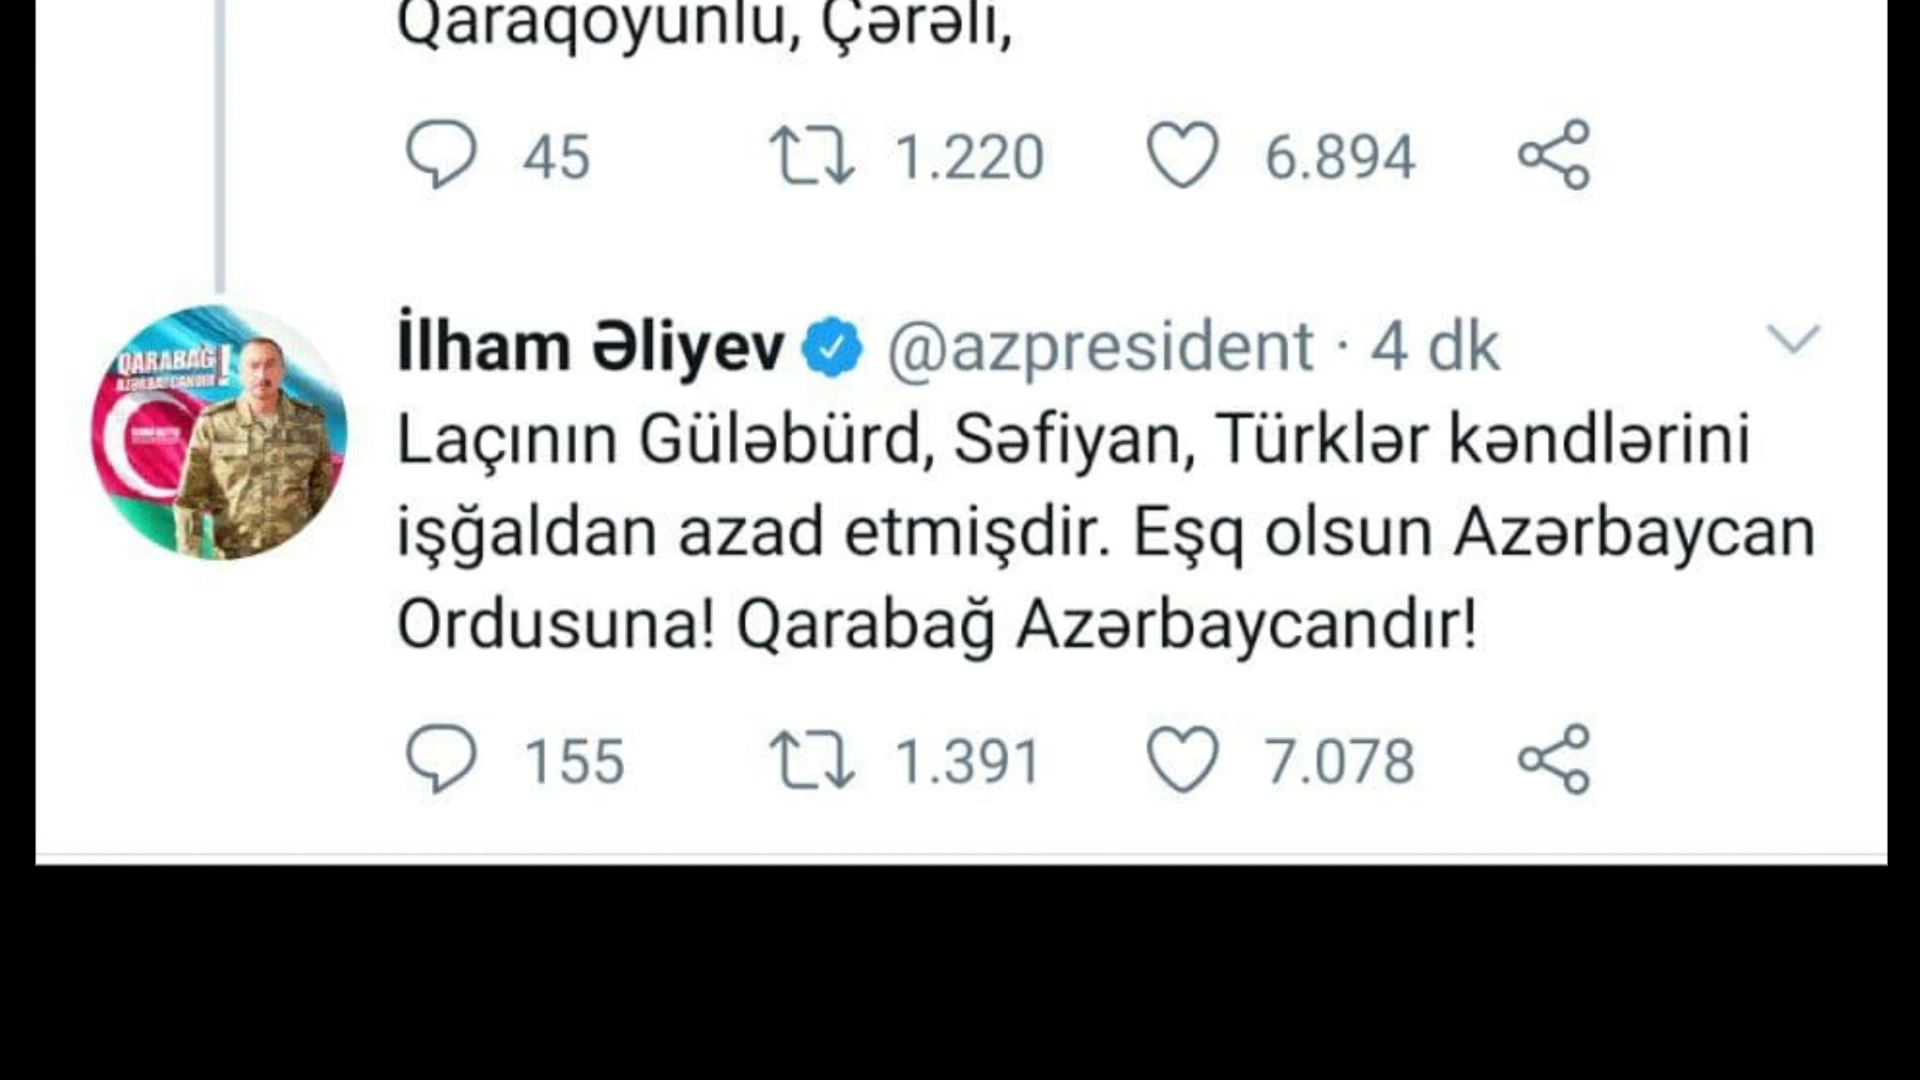 Qaraqoyunlu, Çərəli,
45 1.220 6.894
İlham Əliyev @azpresident · 4 dk
QARABAĞ!
AZƏRBAYCANDIR!
Laçının Güləbürd, Səfiyan, Türklər kəndlərini
işğaldan azad etmişdir. Eşq olsun Azərbaycan
Ordusuna! Qarabağ Azərbaycandır!
155 1.391 7.078